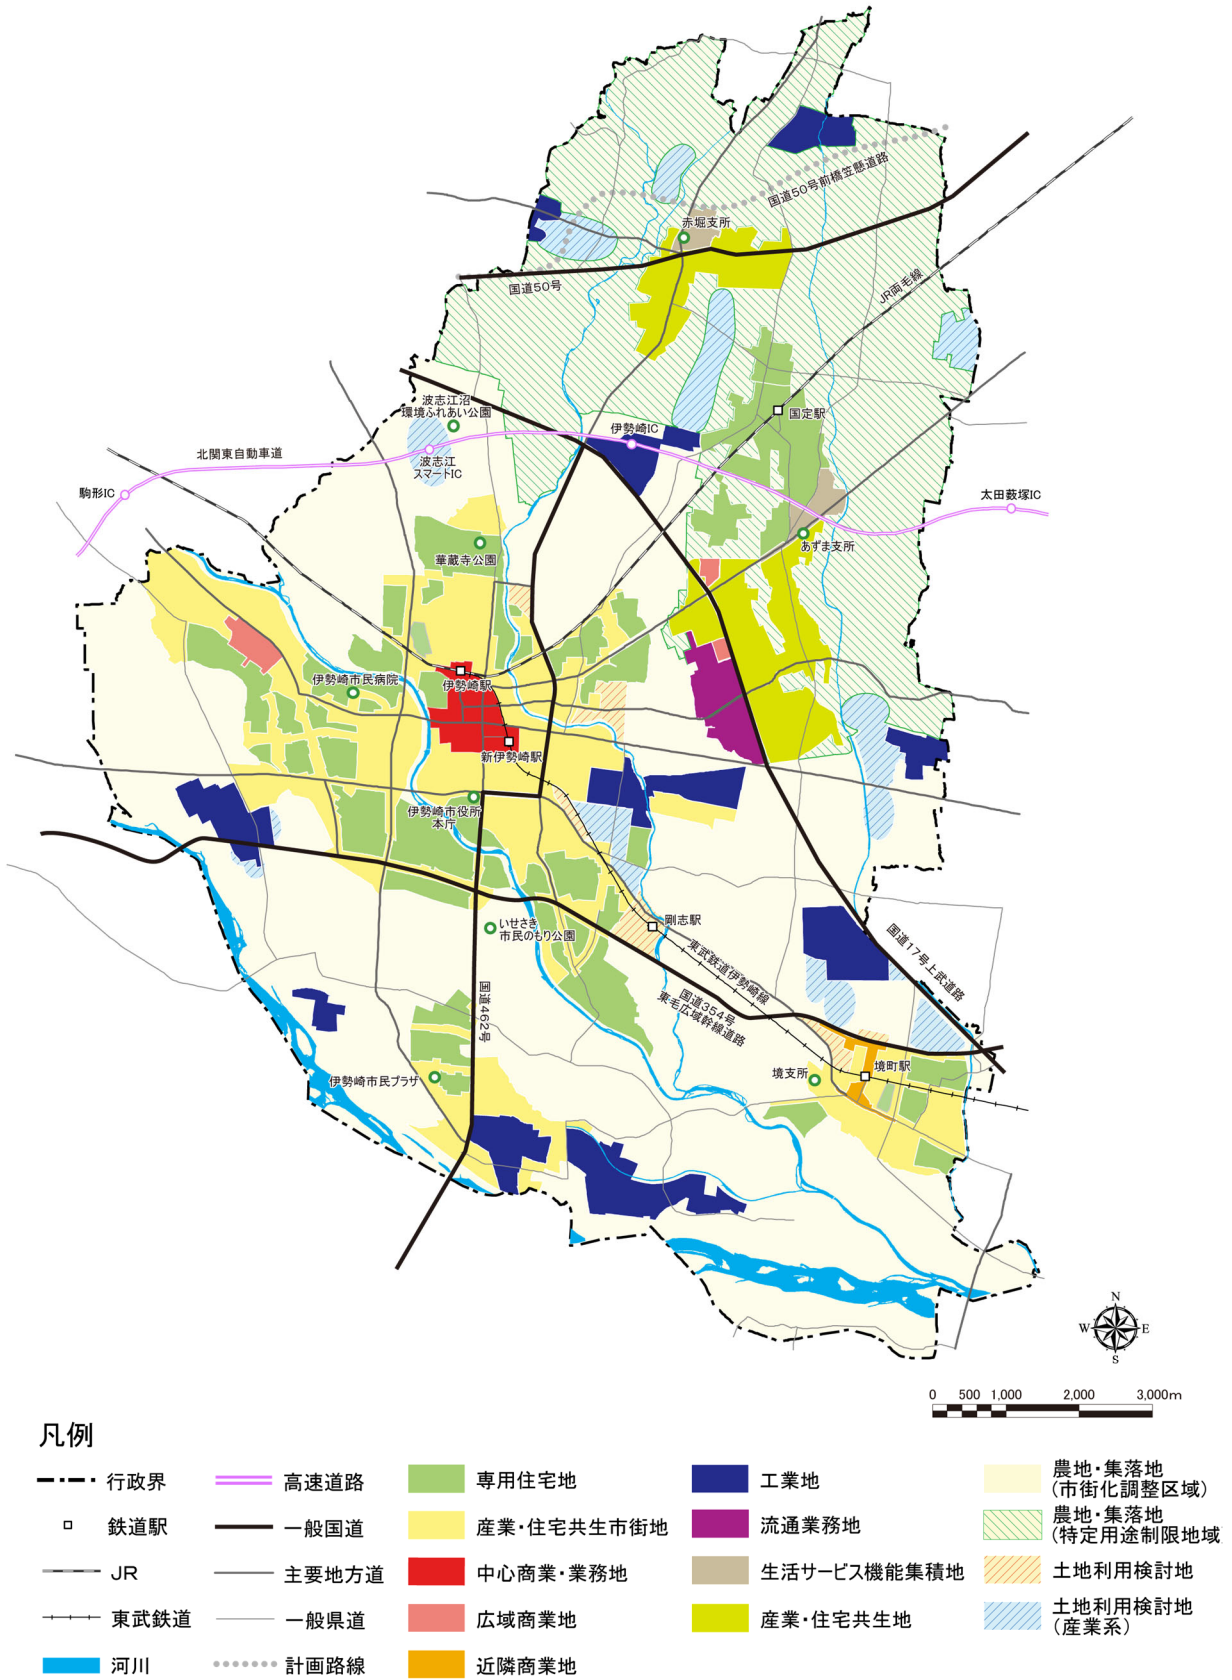 国道50号前橋笠懸道路
赤堀支所
国道50号
JR両毛線
波志江沼
環境ふれあい公園
国定駅
伊勢崎IC
北関東自動車道
波志江
スマートIC
駒形IC
太田藪塚IC
あずま支所
華蔵寺公園
伊勢崎市民病院
伊勢崎駅
新伊勢崎駅
伊勢崎市役所
本庁
剛志駅
いせさき
市民のもり公園
東武鉄道伊勢崎線
国道17号上武道路
国道354号
東毛広域幹線道路
国道462号
伊勢崎市民プラザ
境支所
境町駅
N
W
E
S
0 500 1,000 2,000 3,000m
凡例
行政界
鉄道駅
JR
東武鉄道
河川
高速道路
一般国道
主要地方道
一般県道
計画路線
専用住宅地
産業・住宅共生市街地
中心商業・業務地
広域商業地
近隣商業地
工業地
流通業務地
生活サービス機能集積地
産業・住宅共生地
農地・集落地
(市街化調整区域)
農地・集落地
(特定用途制限地域
土地利用検討地
土地利用検討地
(産業系)